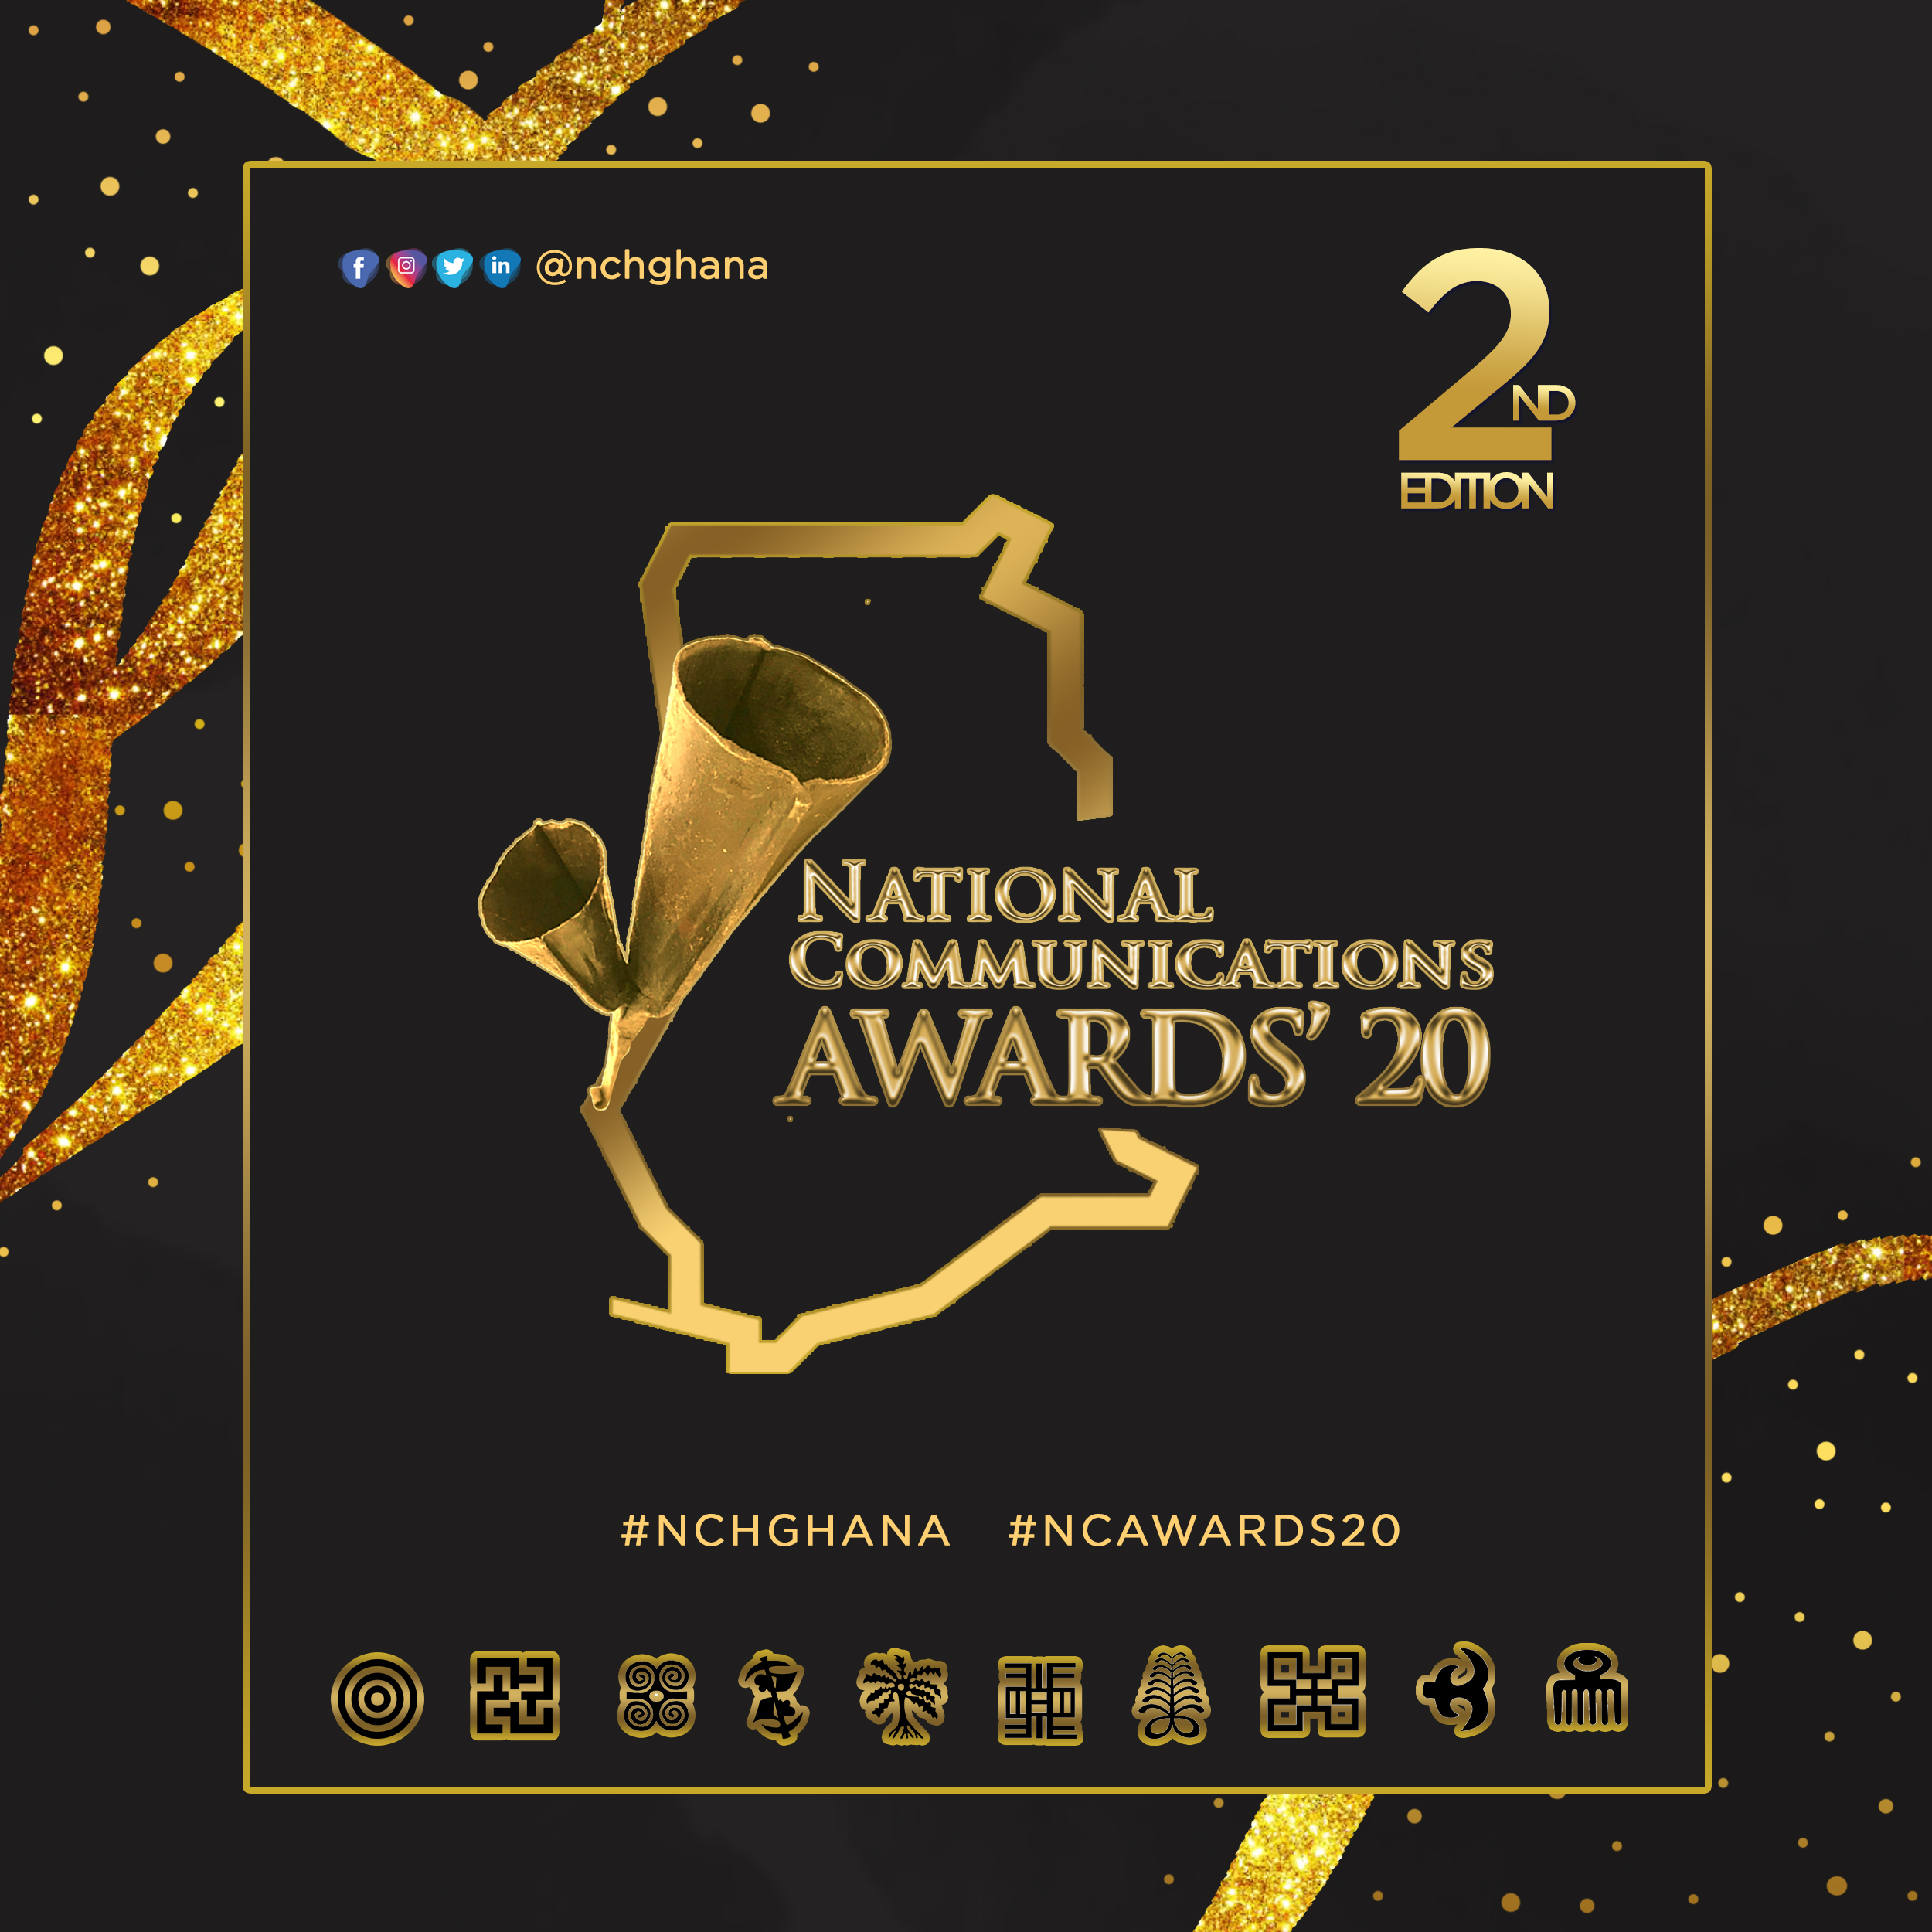 @nchghana
2ND
EDITION
NATIONAL
COMMUNICATIONS
AWARDS' 20
#NCHGHANA #NCAWARDS20